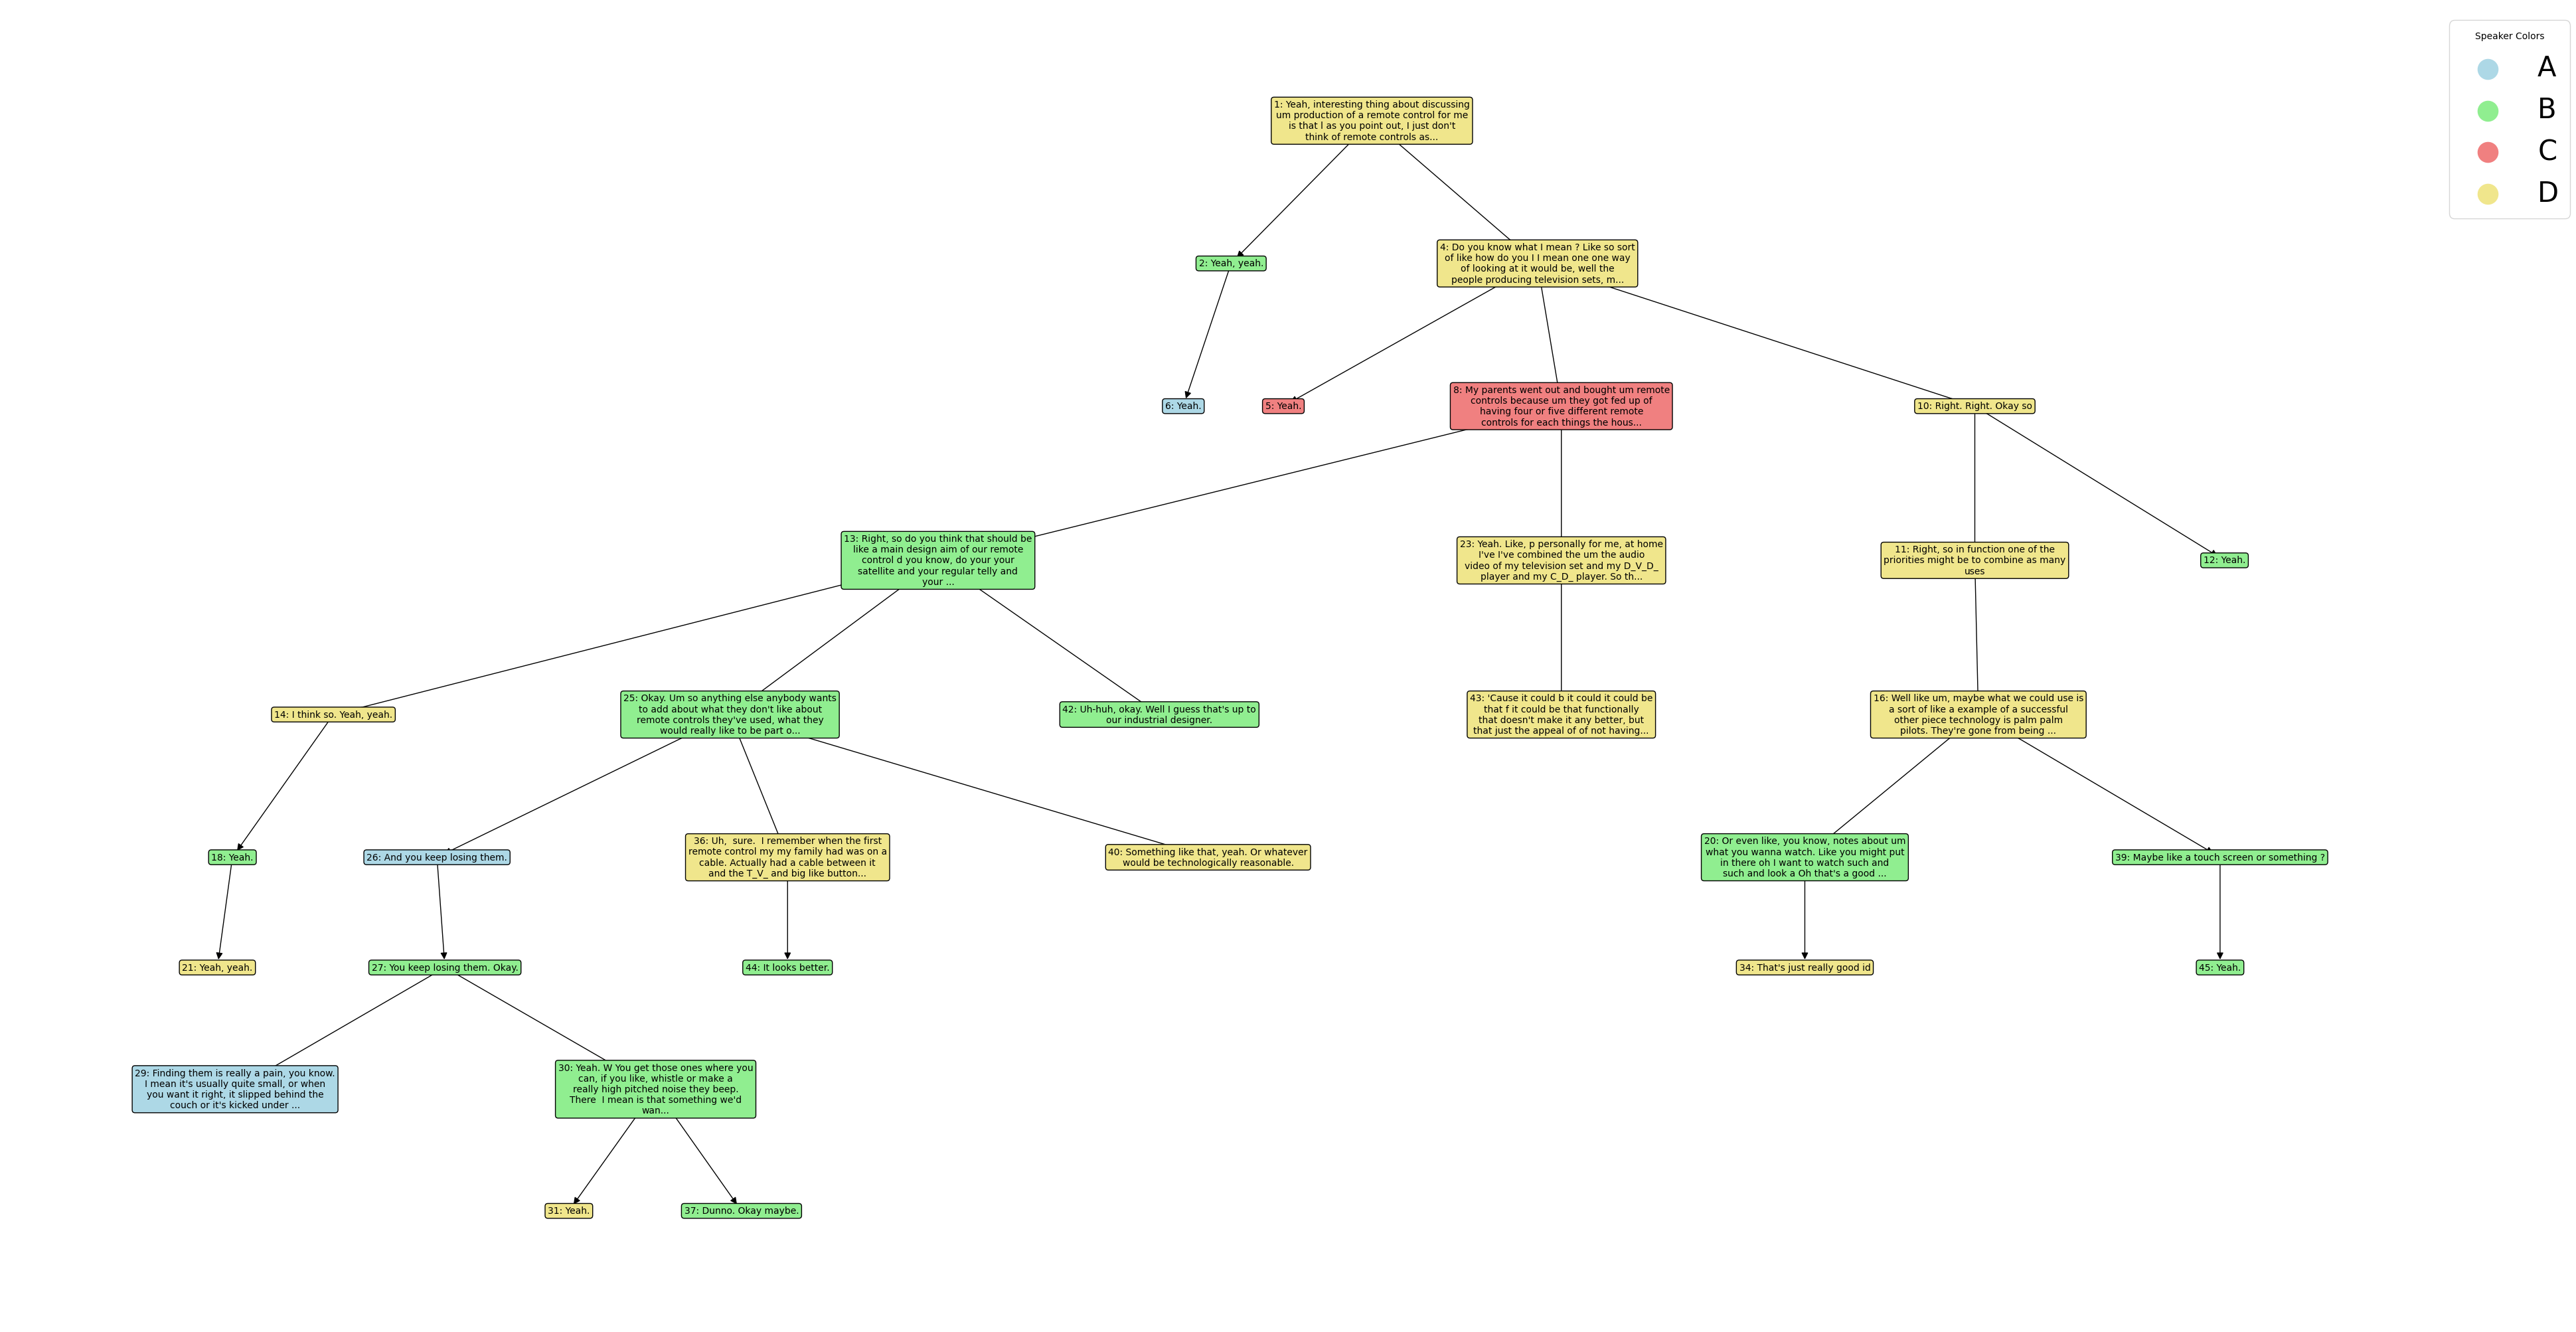 Speaker Colors
A
B
C
D
1: Yeah, interesting thing about discussing
um production of a remote control for me
is that l as you point out, I just don't
think of remote controls as...
2: Yeah, yeah.
4: Do you know what I mean ? Like so sort
of like how do you I I mean one one way
of looking at it would be, well the
people producing television sets, m...
6: Yeah.
5: Yeah.
8: My parents went out and bought um remote
controls because um they got fed up of
having four or five different remote
controls for each things the hous...
10: Right. Right. Okay so
13: Right, so do you think that should be
like a main design aim of our remote
control d you know, do your your
satellite and your regular telly and
your ...
23: Yeah. Like, p personally for me, at home
I've I've combined the um the audio
video of my television set and my D_V_D_
player and my C_D_ player. So th...
11: Right, so in function one of the
priorities might be to combine as many
uses
12: Yeah.
14: I think so. Yeah, yeah.
25: Okay. Um so anything else anybody wants
to add about what they don't like about
remote controls they've used, what they
would really like to be part o...
42: Uh-huh, okay. Well I guess that's up to
our industrial designer.
43: 'Cause it could b it could it could be
that f it could be that functionally
that doesn't make it any better, but
that just the appeal of of not having...
16: Well like um, maybe what we could use is
a sort of like a example of a successful
other piece technology is palm palm
pilots. They're gone from being ...
18: Yeah.
26: And you keep losing them.
36: Uh,  sure.  I remember when the first
remote control my my family had was on a
cable. Actually had a cable between it
and the T_V_ and big like button...
40: Something like that, yeah. Or whatever
would be technologically reasonable.
20: Or even like, you know, notes about um
what you wanna watch. Like you might put
in there oh I want to watch such and
such and look a Oh that's a good ...
39: Maybe like a touch screen or something ?
21: Yeah, yeah.
27: You keep losing them. Okay.
44: It looks better.
34: That's just really good id
45: Yeah.
29: Finding them is really a pain, you know.
I mean it's usually quite small, or when
you want it right, it slipped behind the
couch or it's kicked under ...
30: Yeah. W You get those ones where you
can, if you like, whistle or make a
really high pitched noise they beep.
There  I mean is that something we'd
wan...
31: Yeah.
37: Dunno. Okay maybe.